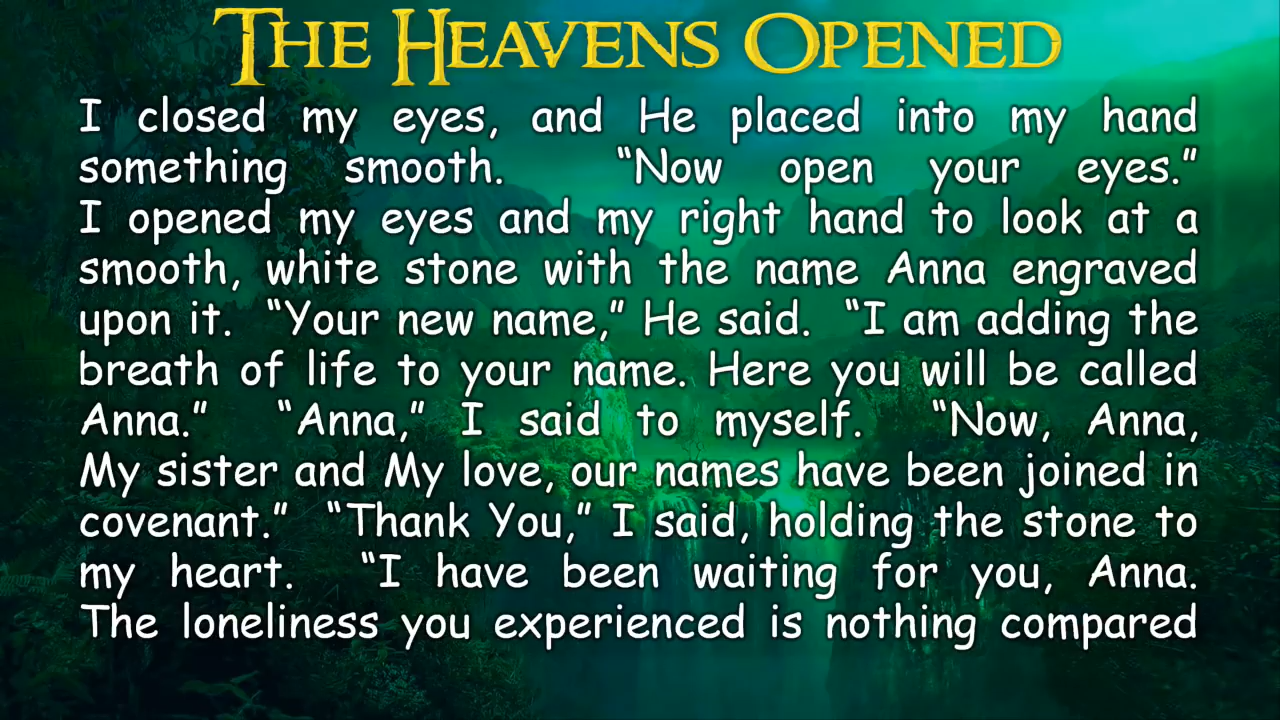 THE HEAVENS OPENED
I closed my eyes, and He placed into my hand
something smooth. “Now open your eyes.”
I opened my eyes and my right hand to look at a
smooth, white stone with the name Anna engraved
upon it. “Your new name,” He said. “I am adding the
breath of life to your name. Here you will be called
Anna.” “Anna,” I said to myself. “Now, Anna,
My sister and My love, our names have been joined in
covenant.” “Thank You,” I said, holding the stone to
my heart. “I have been waiting for you, Anna.
The loneliness you experienced is nothing compared